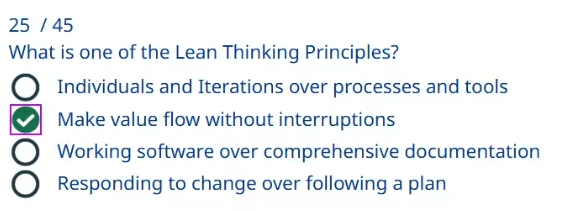 25 / 45
What is one of the Lean Thinking Principles?
Individuals and Iterations over processes and tools
Make value flow without interruptions
Working software over comprehensive documentation
Responding to change over following a plan